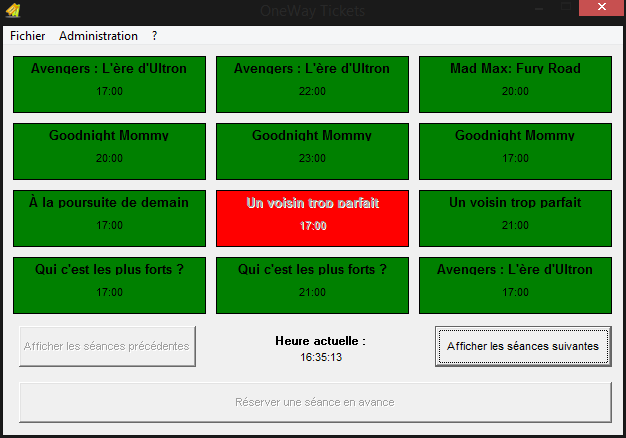 OneWay Tickets
Fichier Administration ?
Avengers : L'ère d'Ultron
17:00
Avengers : L'ère d'Ultron
22:00
Mad Max: Fury Road
20:00
Goodnight Mommy
20:00
Goodnight Mommy
23:00
Goodnight Mommy
17:00
À la poursuite de demain
17:00
Un voisin trop parfait
17:00
Un voisin trop parfait
21:00
Qui c'est les plus forts ?
17:00
Qui c'est les plus forts ?
21:00
Avengers : L'ère d'Ultron
17:00
Afficher les séances précédentes
Heure actuelle :
16:35:13
Afficher les séances suivantes
Réserver une séance en avance